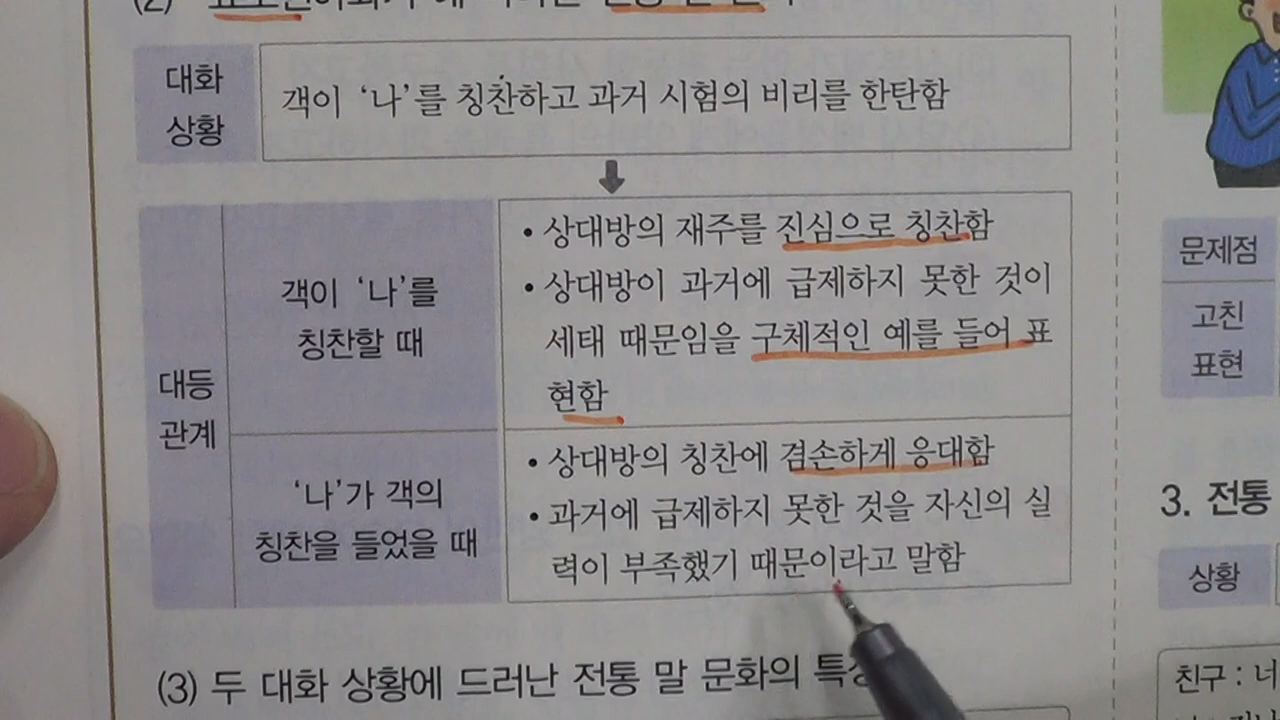 (2)
대화
상황
객이 ‘나’를 칭찬하고 과거 시험의 비리를 한탄함
대등
관계
객이 ‘나’를
칭찬할 때
• 상대방의 재주를 진심으로 칭찬함
• 상대방이 과거에 급제하지 못한 것이
세태 때문임을 구체적인 예를 들어 표
현함
‘나’가 객의
칭찬을 들었을 때
• 상대방의 칭찬에 겸손하게 응대함
• 과거에 급제하지 못한 것을 자신의 실
력이 부족했기 때문이라고 말함
(3) 두 대화 상황에 드러난 전통 말 문화의
문제점
고친
표현
3. 전통
상황
친구 : 너